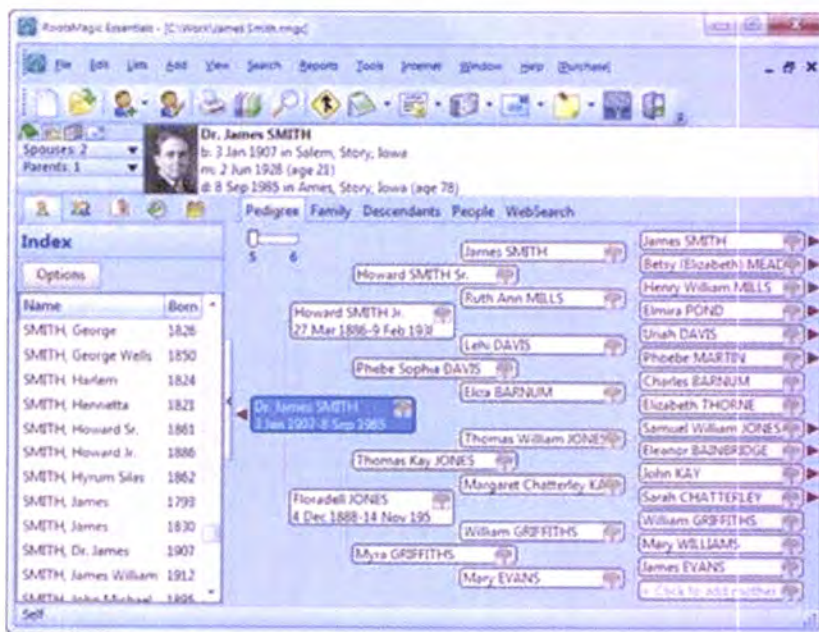 RootsMagic Essentials - [C:\Work\James Smith.rmgc]
File Edit Lists Add View Search Reports Tools Internet Window Help [Purchase]
Spouses: 2
Parents: 1
Dr. James SMITH
b: 3 Jan 1907 in Salem, Story, Iowa
m: 2 Jun 1928 (age 21)
d: 8 Sep 1985 in Ames, Story, Iowa (age 78)
Pedigree Family Descendants People WebSearch
Index
Options
Name Born
SMITH, George 1826
SMITH, George Wells 1850
SMITH, Harlem 1824
SMITH, Henrietta 1821
SMITH, Howard Sr. 1861
SMITH, Howard Jr. 1886
SMITH, Hyrum Silas 1862
SMITH, James 1793
SMITH, James 1830
SMITH, Dr. James 1907
SMITH, James William 1912
SMITH, John Michael 1895
5 6
Dr. James SMITH
3 Jan 1907-8 Sep 1985
Howard SMITH Jr.
27 Mar 1886-9 Feb 193
Floradell JONES
4 Dec 1888-14 Nov 195
Howard SMITH Sr.
Phebe Sophia DAVIS
Thomas Kay JONES
Myra GRIFFITHS
James SMITH
Ruth Ann MILLS
Lehi DAVIS
Eliza BARNUM
Thomas William JONES
Margaret Chatterley KA
William GRIFFITHS
Mary EVANS
James SMITH
Betsy (Elizabeth) MEAD
Henry William MILLS
Elmira POND
Uriah DAVIS
Phoebe MARTIN
Charles BARNUM
Elizabeth THORNE
Samuel William JONES
Eleanor BAINBRIDGE
John KAY
Sarah CHATTERLEY
William GRIFFITHS
Mary WILLIAMS
James EVANS
+ Click to add mother
Self